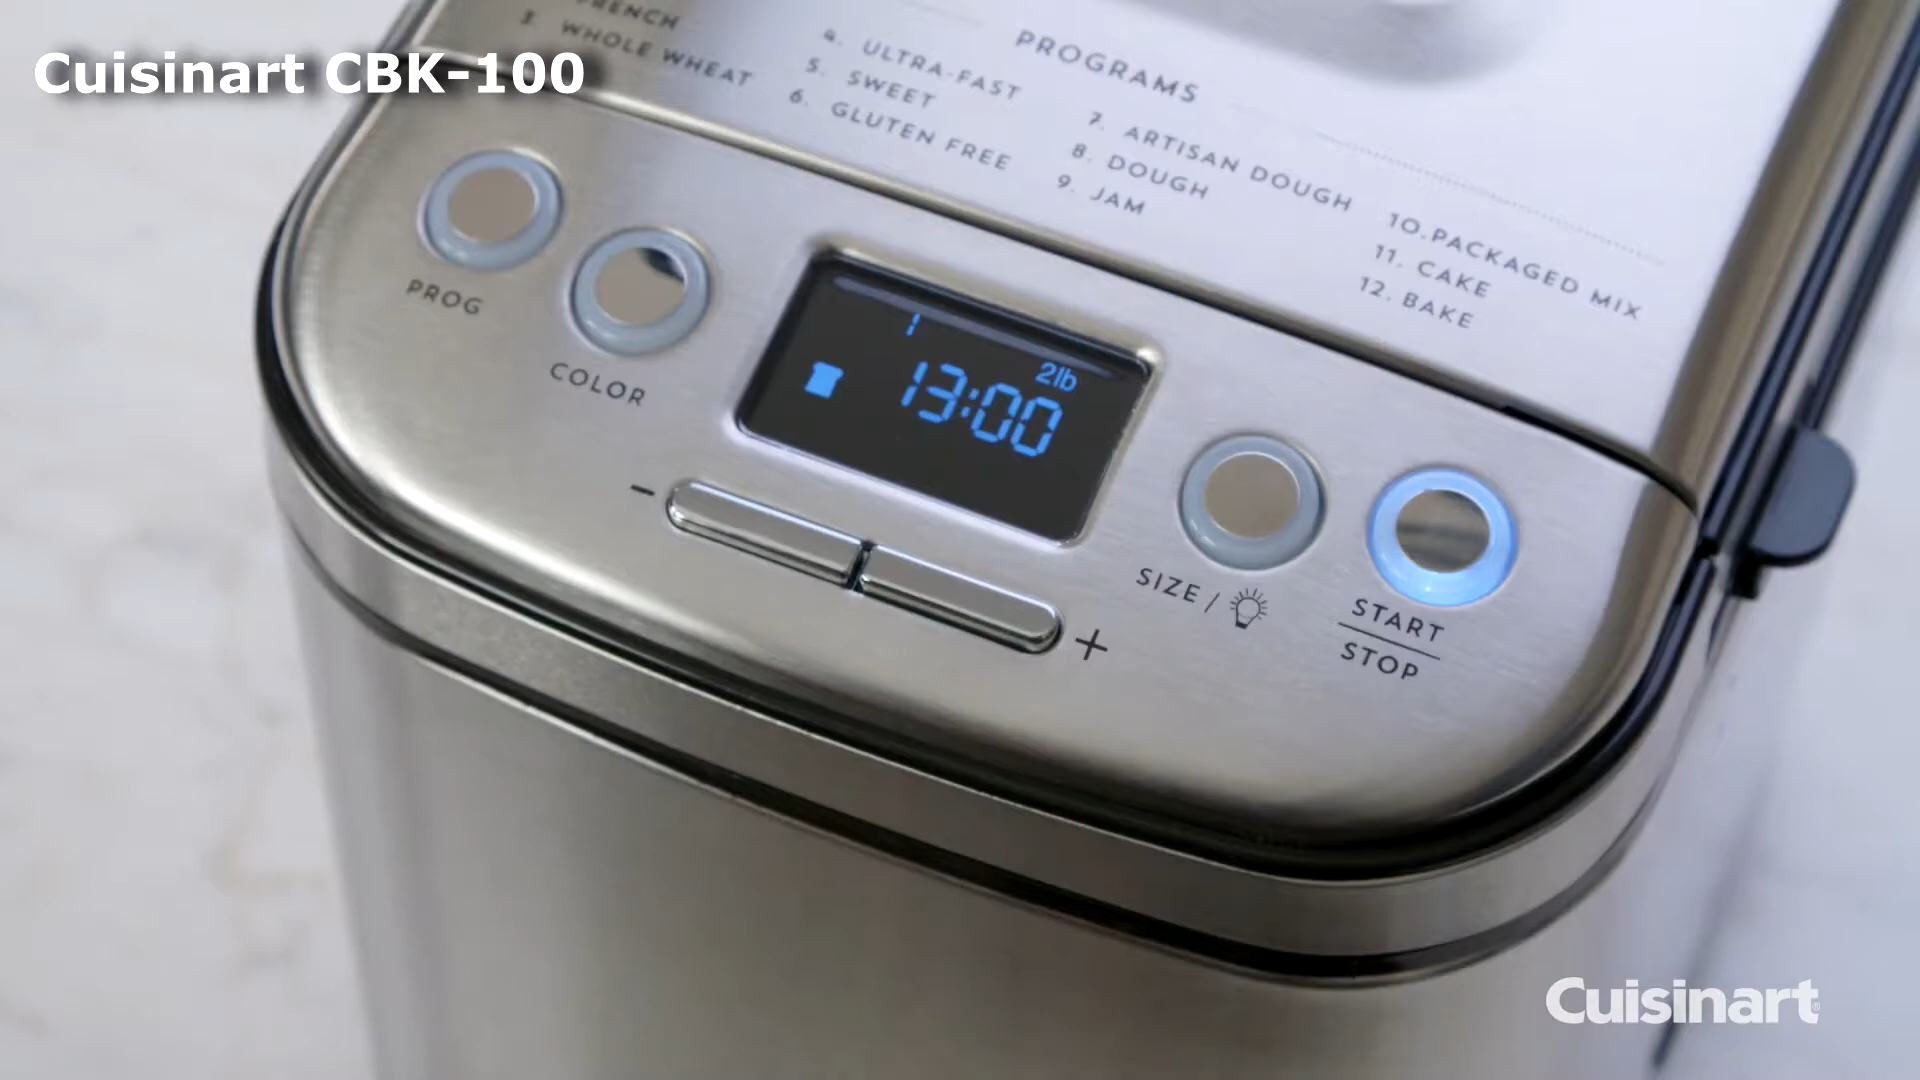 Cuisinart CBK-100
PROGRAMS
FRENCH
3. WHOLE WHEAT
4. ULTRA-FAST
5. SWEET
6. GLUTEN FREE
7. ARTISAN DOUGH
8. DOUGH
9. JAM
10. PACKAGED MIX
11. CAKE
12. BAKE
PROG
COLOR
1
2lb
13:00
-
+
SIZE /
START
STOP
Cuisinart